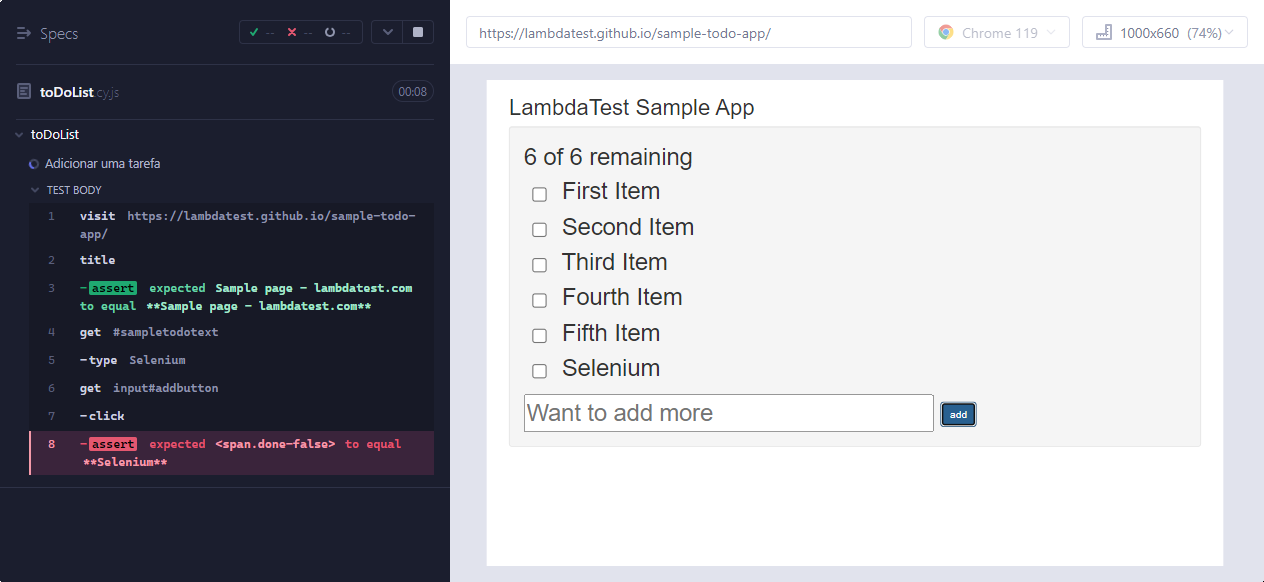 Specs
-- -- --
toDoList cy.js
00:08
toDoList
Adicionar uma tarefa
TEST BODY
1 visit https://lambdatest.github.io/sample-todo-
app/
2 title
3 -assert expected Sample page - lambdatest.com
to equal **Sample page - lambdatest.com**
4 get #sampletodotext
5 -type Selenium
6 get input#addbutton
7 -click
8 -assert expected <span.done-false> to equal
**Selenium**
https://lambdatest.github.io/sample-todo-app/
Chrome 119
1000x660 (74%)
LambdaTest Sample App
6 of 6 remaining
First Item
Second Item
Third Item
Fourth Item
Fifth Item
Selenium
Want to add more
add